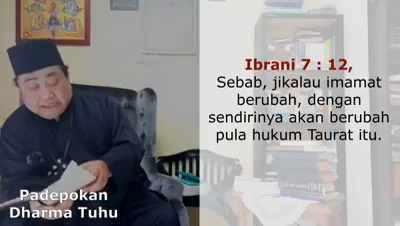 Ibrani 7 : 12,
Sebab, jikalau imamat
berubah, dengan
sendirinya akan berubah
pula hukum Taurat itu.
Padepokan
Dharma Tuhu